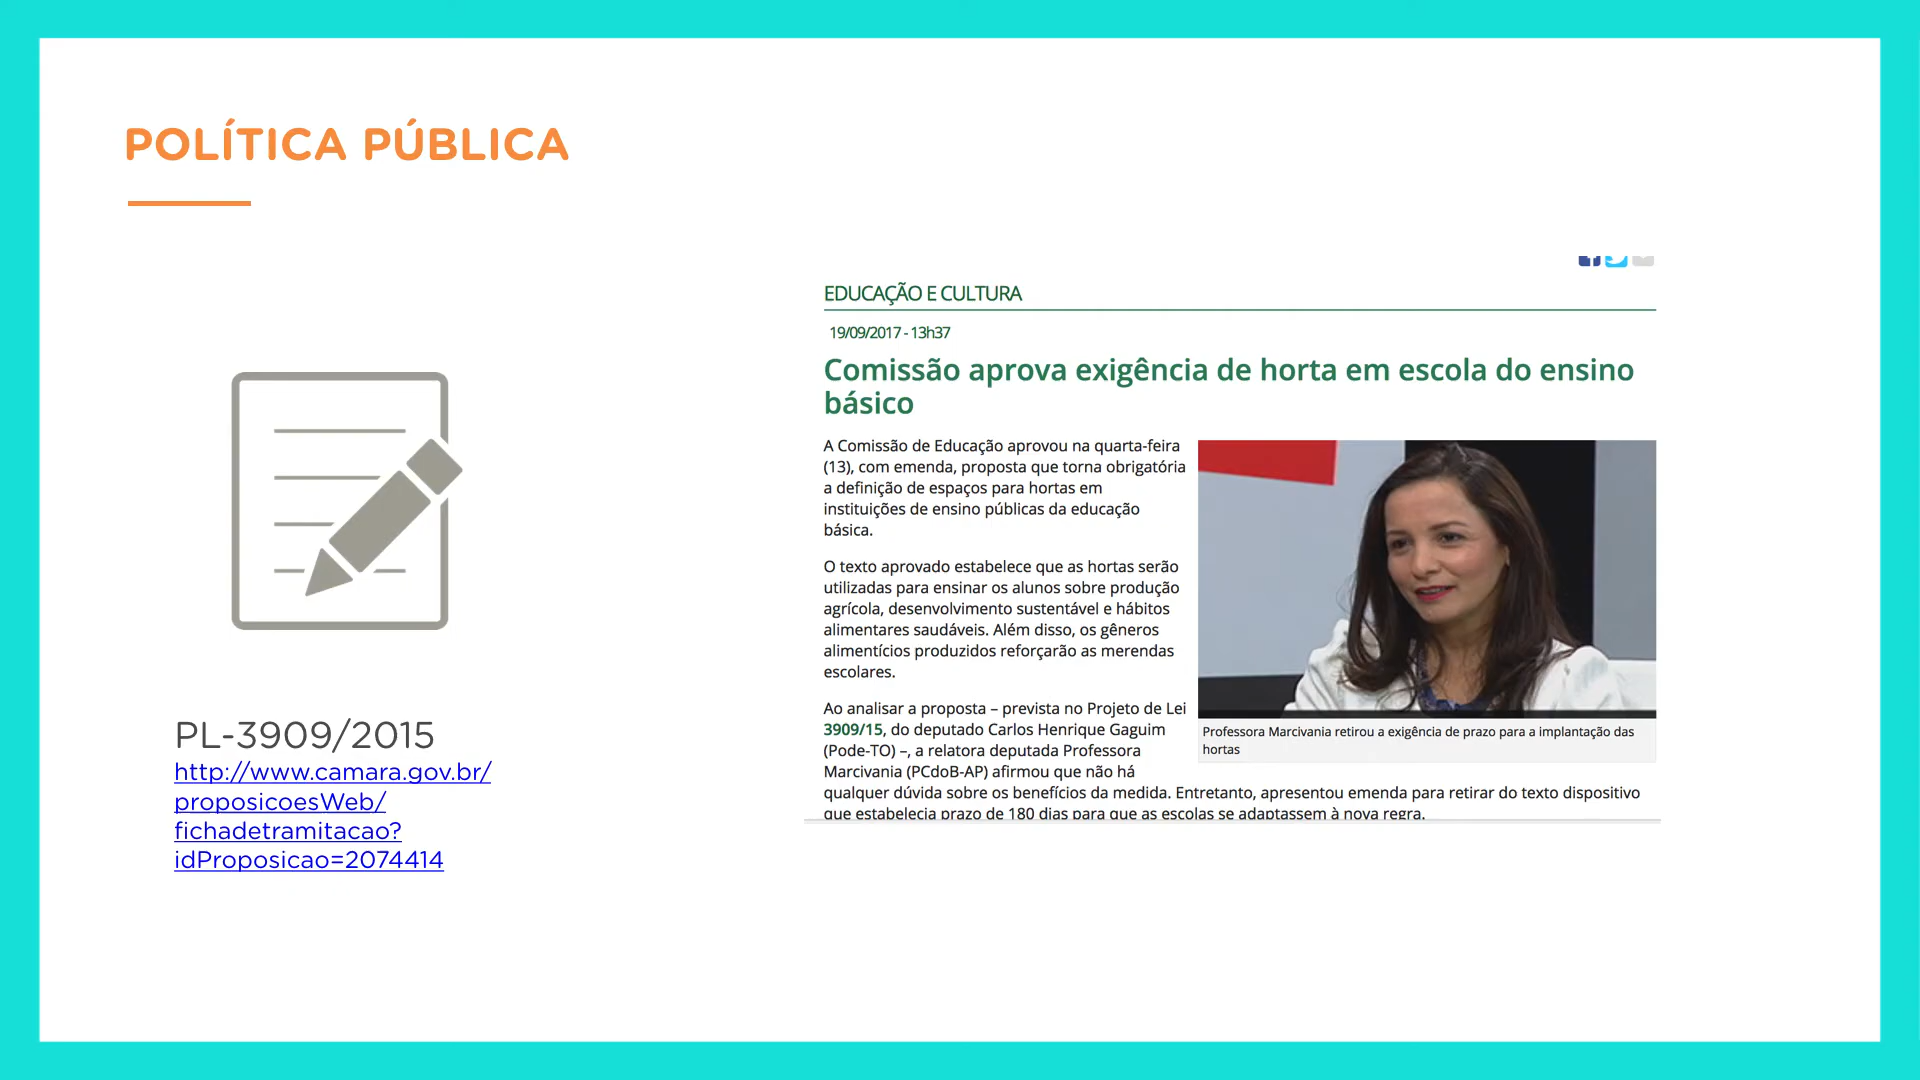 POLÍTICA PÚBLICA
EDUCAÇÃO E CULTURA
19/09/2017 - 13h37
Comissão aprova exigência de horta em escola do ensino
básico
A Comissão de Educação aprovou na quarta-feira
(13), com emenda, proposta que torna obrigatória
a definição de espaços para hortas em
instituições de ensino públicas da educação
básica.
O texto aprovado estabelece que as hortas serão
utilizadas para ensinar os alunos sobre produção
agrícola, desenvolvimento sustentável e hábitos
alimentares saudáveis. Além disso, os gêneros
alimentícios produzidos reforçarão as merendas
escolares.
Ao analisar a proposta – prevista no Projeto de Lei
3909/15, do deputado Carlos Henrique Gaguim
(Pode-TO) –, a relatora deputada Professora
Marcivania (PCdoB-AP) afirmou que não há
qualquer dúvida sobre os benefícios da medida. Entretanto, apresentou emenda para retirar do texto dispositivo
que estabelecia prazo de 180 dias para que as escolas se adaptassem à nova regra.
Professora Marcivania retirou a exigência de prazo para a implantação das
hortas
PL-3909/2015
http://www.camara.gov.br/
proposicoesWeb/
fichadetramitacao?
idProposicao=2074414